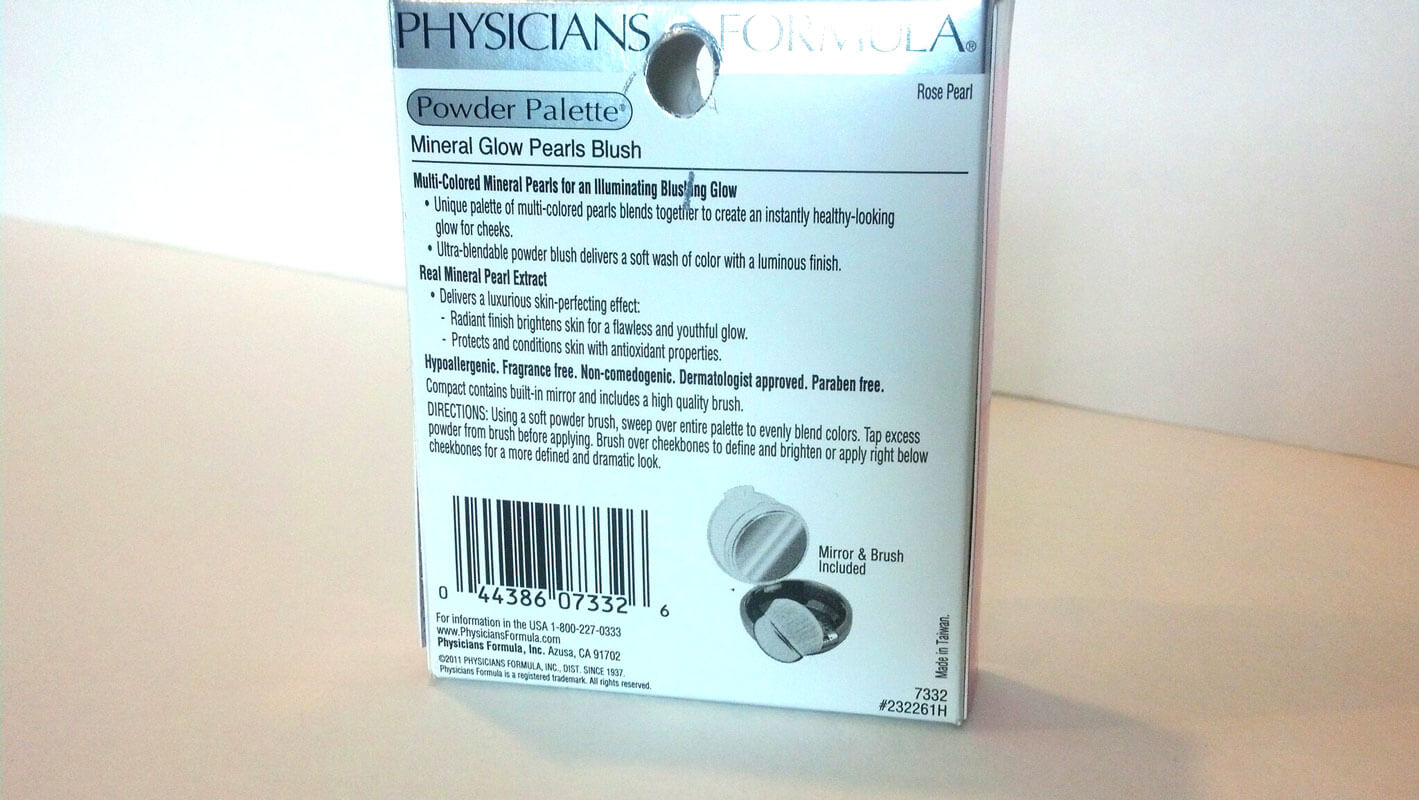 PHYSICIANS FORMULA®
Rose Pearl
Powder Palette®
Mineral Glow Pearls Blush
Multi-Colored Mineral Pearls for an Illuminating Blushing Glow
• Unique palette of multi-colored pearls blends together to create an instantly healthy-looking
glow for cheeks.
• Ultra-blendable powder blush delivers a soft wash of color with a luminous finish.
Real Mineral Pearl Extract
• Delivers a luxurious skin-perfecting effect:
- Radiant finish brightens skin for a flawless and youthful glow.
- Protects and conditions skin with antioxidant properties.
Hypoallergenic. Fragrance free. Non-comedogenic. Dermatologist approved. Paraben free.
Compact contains built-in mirror and includes a high quality brush.
DIRECTIONS: Using a soft powder brush, sweep over entire palette to evenly blend colors. Tap excess
powder from brush before applying. Brush over cheekbones to define and brighten or apply right below
cheekbones for a more defined and dramatic look.
Mirror & Brush
Included
0 44386 07332 6
For information in the USA 1-800-227-0333
www.PhysiciansFormula.com
Physicians Formula, Inc. Azusa, CA 91702
©2011 PHYSICIANS FORMULA, INC., DIST. SINCE 1937.
Physicians Formula is a registered trademark. All rights reserved.
Made in Taiwan.
7332
#232261H